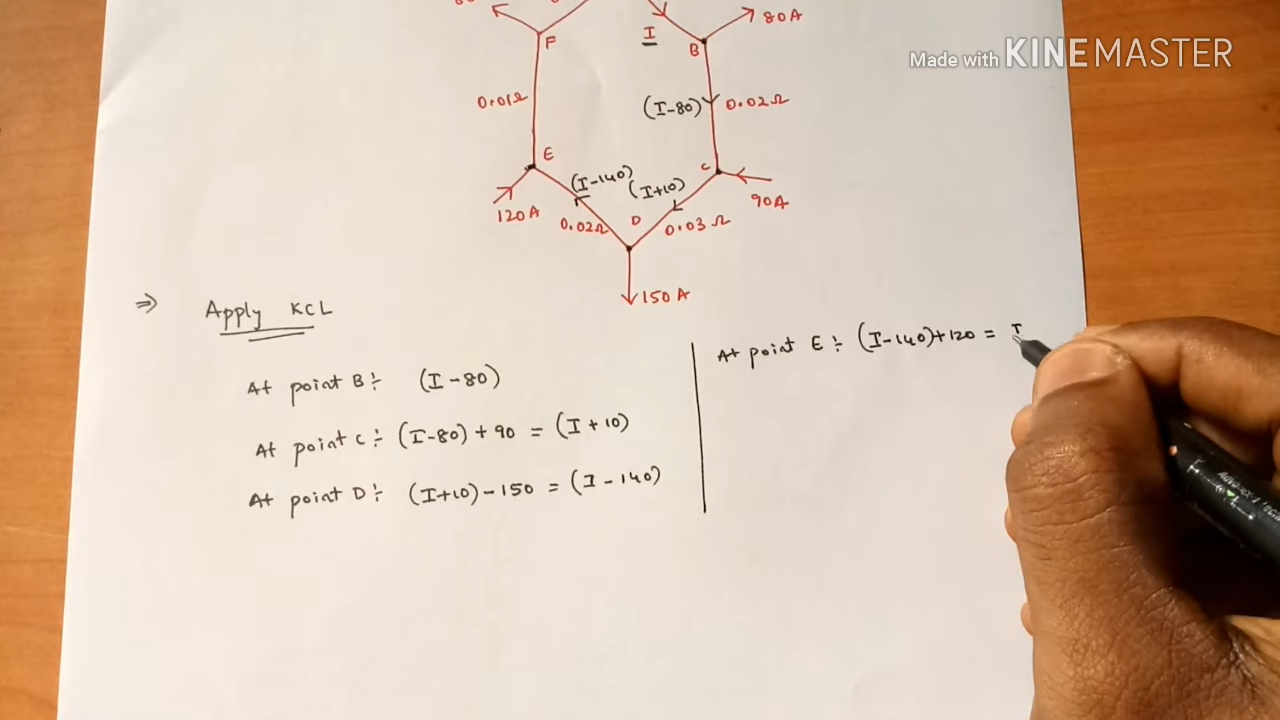 80 A
I
F
B
Made with KINEMASTER
0.01Ω
(I-80)
0.02Ω
E
C
(I-140)
(I+10)
120 A
90A
D
0.02Ω
0.03 Ω
150 A
⇒ Apply KCL
At point B ÷ (I-80)
At point C ÷ (I-80)+90 = (I+10)
At point D ÷ (I+10)-150 = (I-140)
At point E ÷ (I-140)+120 = I